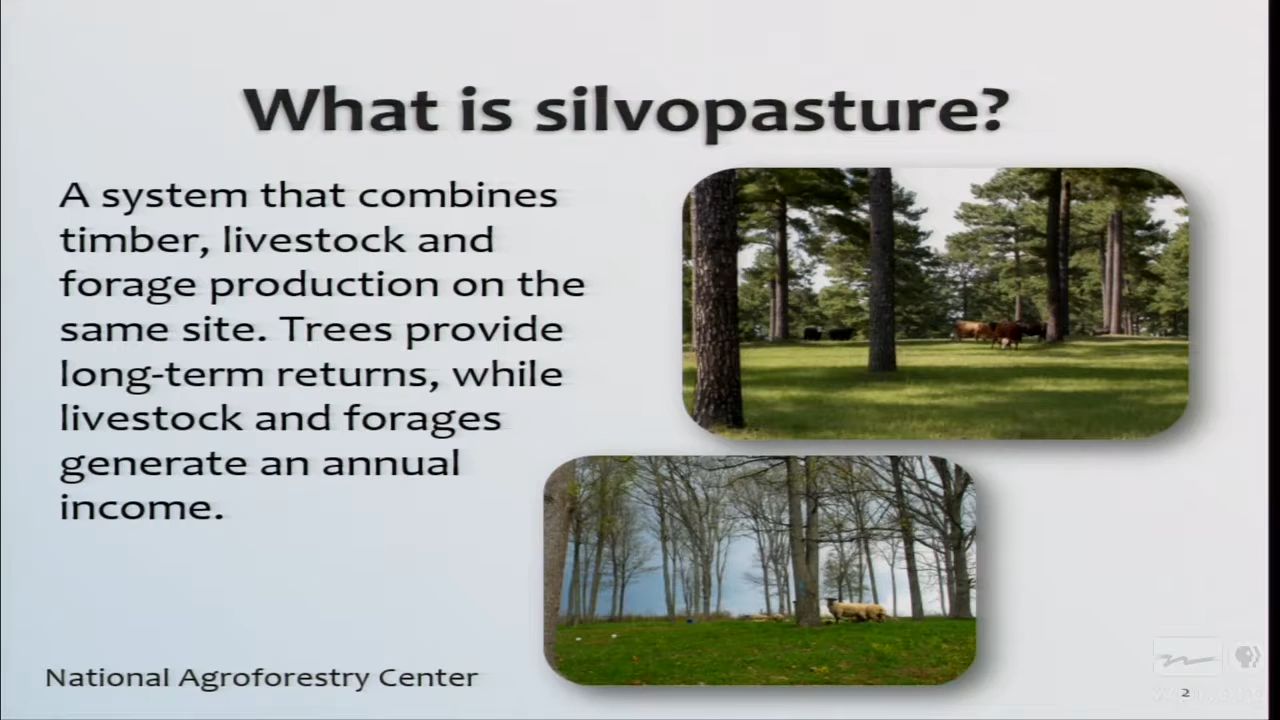 What is silvopasture?
A system that combines
timber, livestock and
forage production on the
same site. Trees provide
long-term returns, while
livestock and forages
generate an annual
income.
National Agroforestry Center
2